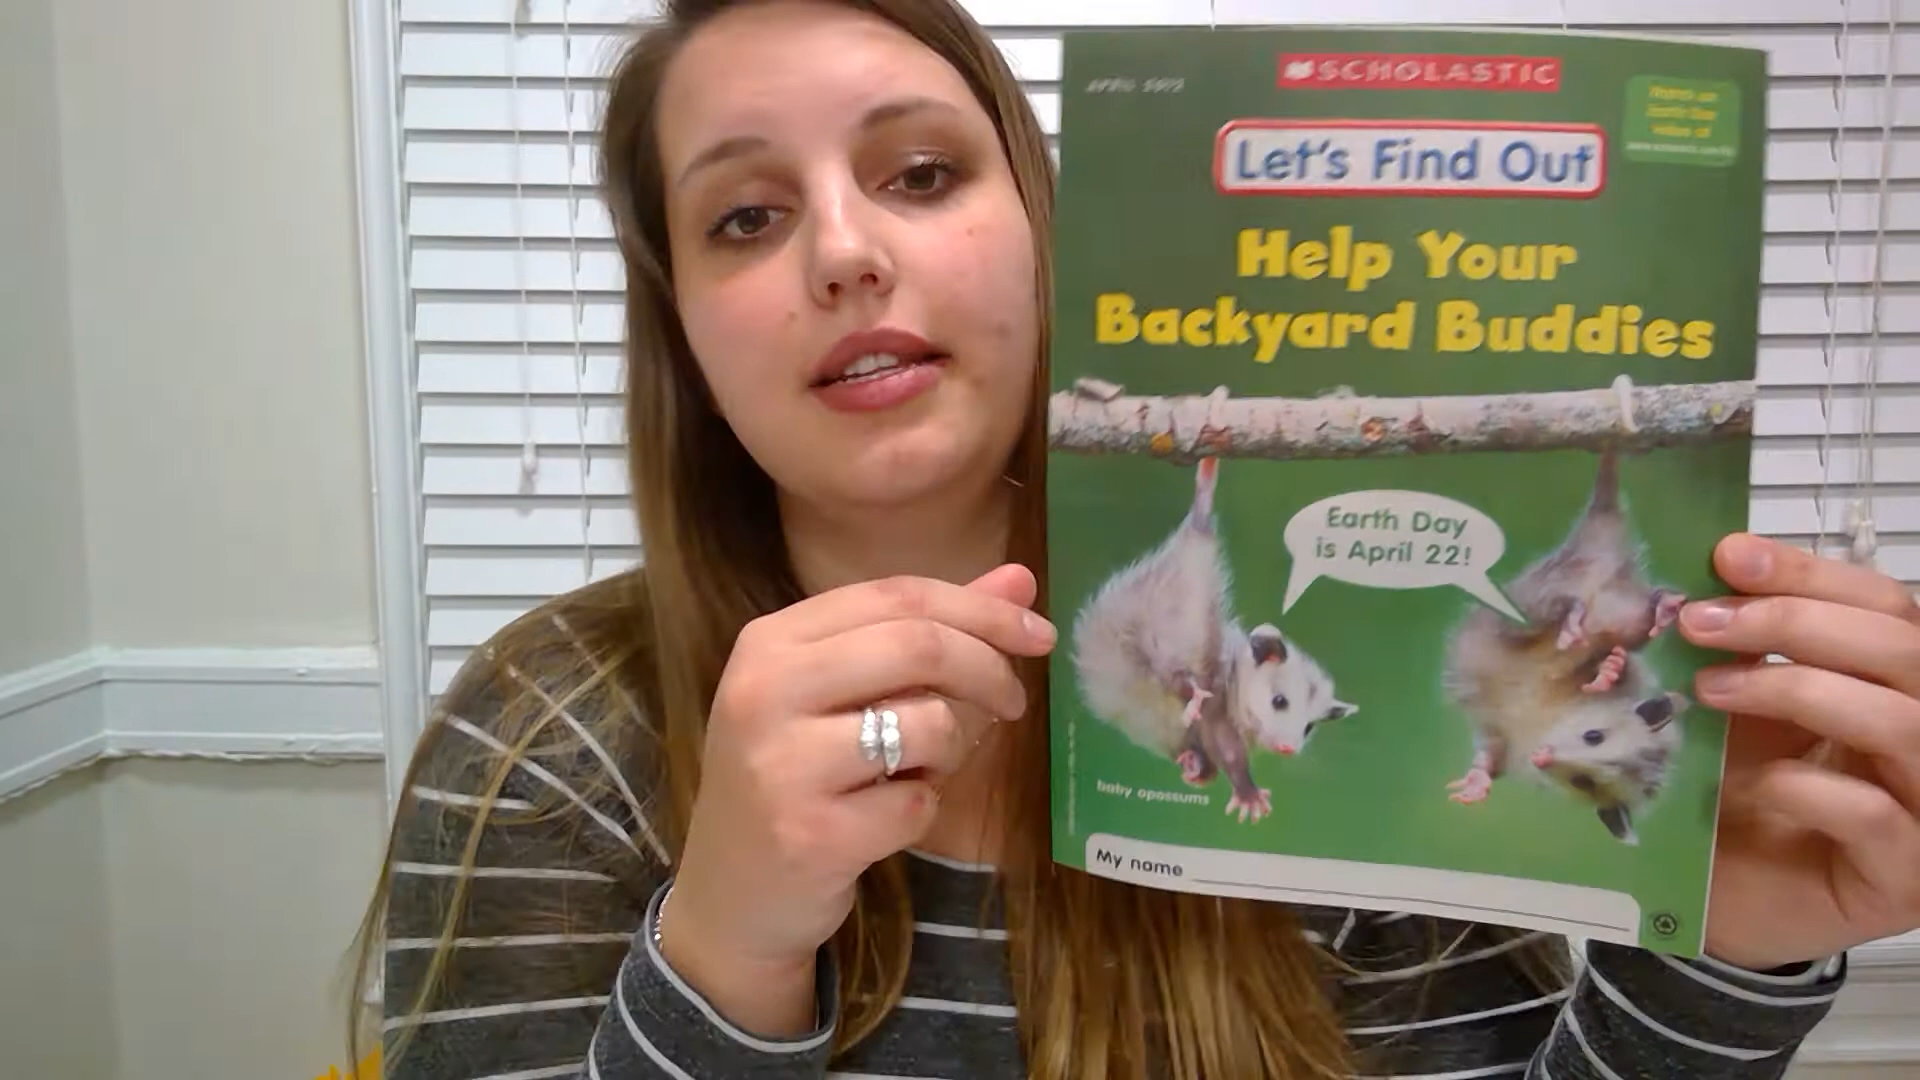 SCHOLASTIC
Let's Find Out
Help Your
Backyard Buddies
Earth Day
is April 22!
baby opossums
My name